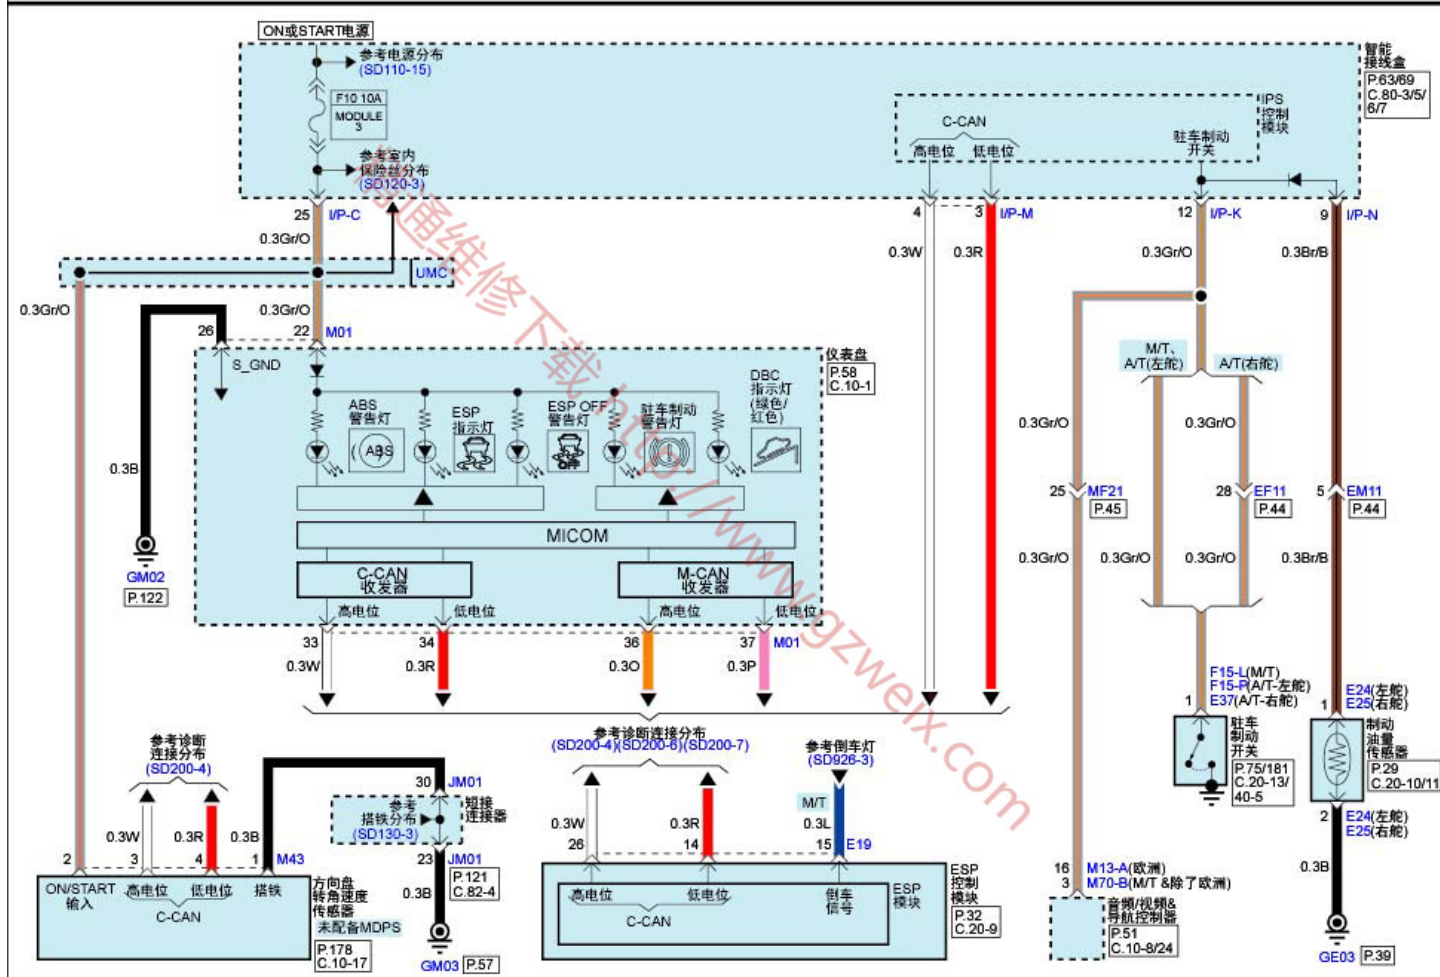 ON或START电源
参考电源分布
(SD110-15)
F10 10A
MODULE
3
参考室内
保险丝分布
(SD120-3)
智能
接线盒
P.63/69
C.80-3/5/
6/7
IPS
控制
模块
C-CAN
高电位 低电位
驻车制动
开关
25 I/P-C
4 3 I/P-M
12 I/P-K
9 I/P-N
0.3Gr/O
0.3W 0.3R 0.3Gr/O 0.3Br/B
UMC
0.3Gr/O
0.3Gr/O
26 22 M01
S_GND
仪表盘
P.58
C.10-1
ABS
警告灯
(ABS)
ESP
指示灯
ESP OFF
警告灯
OFF
驻车制动
警告灯
DBC
指示灯
(绿色/
红色)
M/T、
A/T(左舵)
A/T(右舵)
0.3B
0.3Gr/O 0.3Gr/O
25 MF21
P.45
28 EF11
P.44
5 EM11
P.44
MICOM
C-CAN
收发器
M-CAN
收发器
高电位 低电位 高电位 低电位
GM02
P.122
0.3Gr/O 0.3Gr/O 0.3Gr/O 0.3Br/B
33 34 36 37 M01
0.3W 0.3R 0.3O 0.3P
F15-L(M/T)
F15-P(A/T-左舵)
1 E37(A/T-右舵)
E24(左舵)
1 E25(右舵)
驻车
制动
开关
P.75/181
C.20-13/
40-5
制动
油量
传感器
P.29
C.20-10/11
参考诊断连接分布
(SD200-4)(SD200-6)(SD200-7)
参考倒车灯
(SD926-3)
参考诊断
连接分布
(SD200-4)
30 JM01
参考
搭铁分布
(SD130-3)
短接
连接器
M/T
0.3W 0.3R 0.3L
26 14 15 E19
2 E24(左舵)
E25(右舵)
0.3B
0.3W 0.3R 0.3B
2 3 4 1 M43
23 JM01
P.121
C.82-4
0.3B
ON/START
输入
高电位 低电位 搭铁
C-CAN
方向盘
转角速度
传感器
未配备MDPS
P.178
C.10-17
GM03 P.57
高电位 低电位
C-CAN
倒车
信号
ESP
模块
ESP
控制
模块
P.32
C.20-9
16 M13-A(欧洲)
3 M70-B(M/T &除了欧洲)
音频/视频&
导航控制器
P.51
C.10-8/24
GE03 P.39
精通维修下载 http://www.gzweix.com